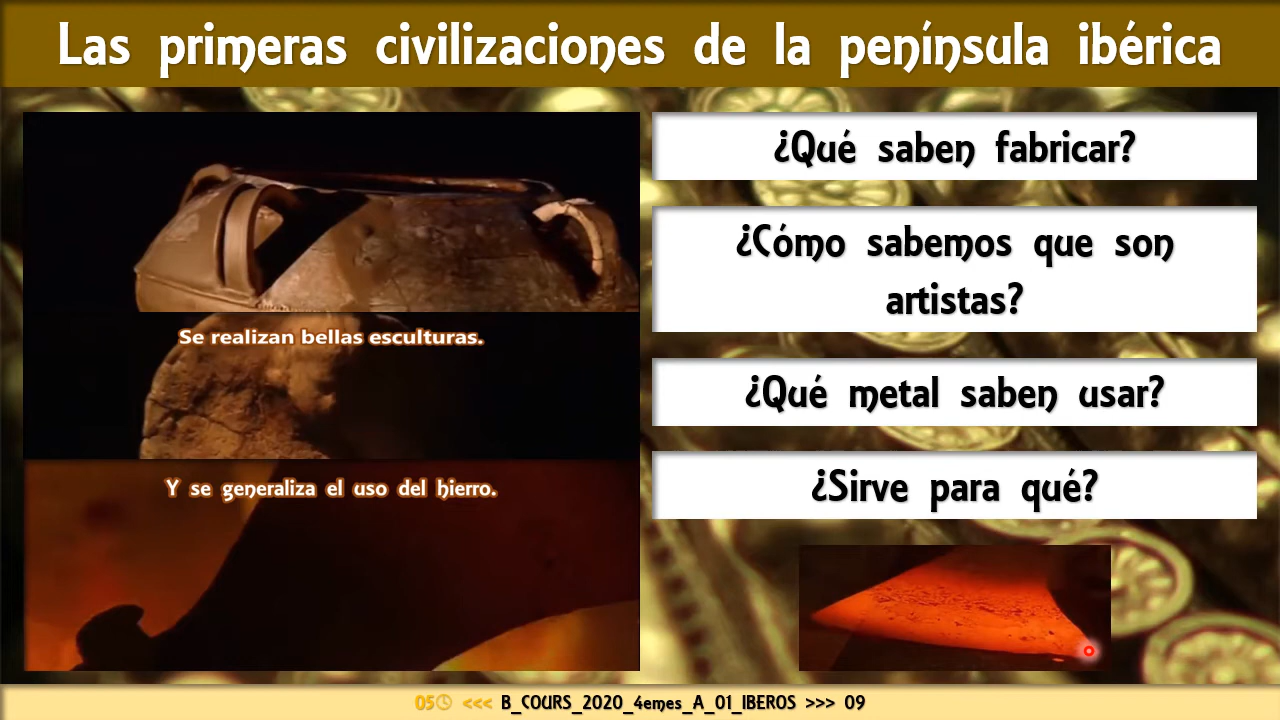 Las primeras civilizaciones de la península ibérica
Se realizan bellas esculturas.
Y se generaliza el uso del hierro.
¿Qué saben fabricar?
¿Cómo sabemos que son
artistas?
¿Qué metal saben usar?
¿Sirve para qué?
05🕓 <<< B_COURS_2020_4emes_A_01_IBEROS >>> 09